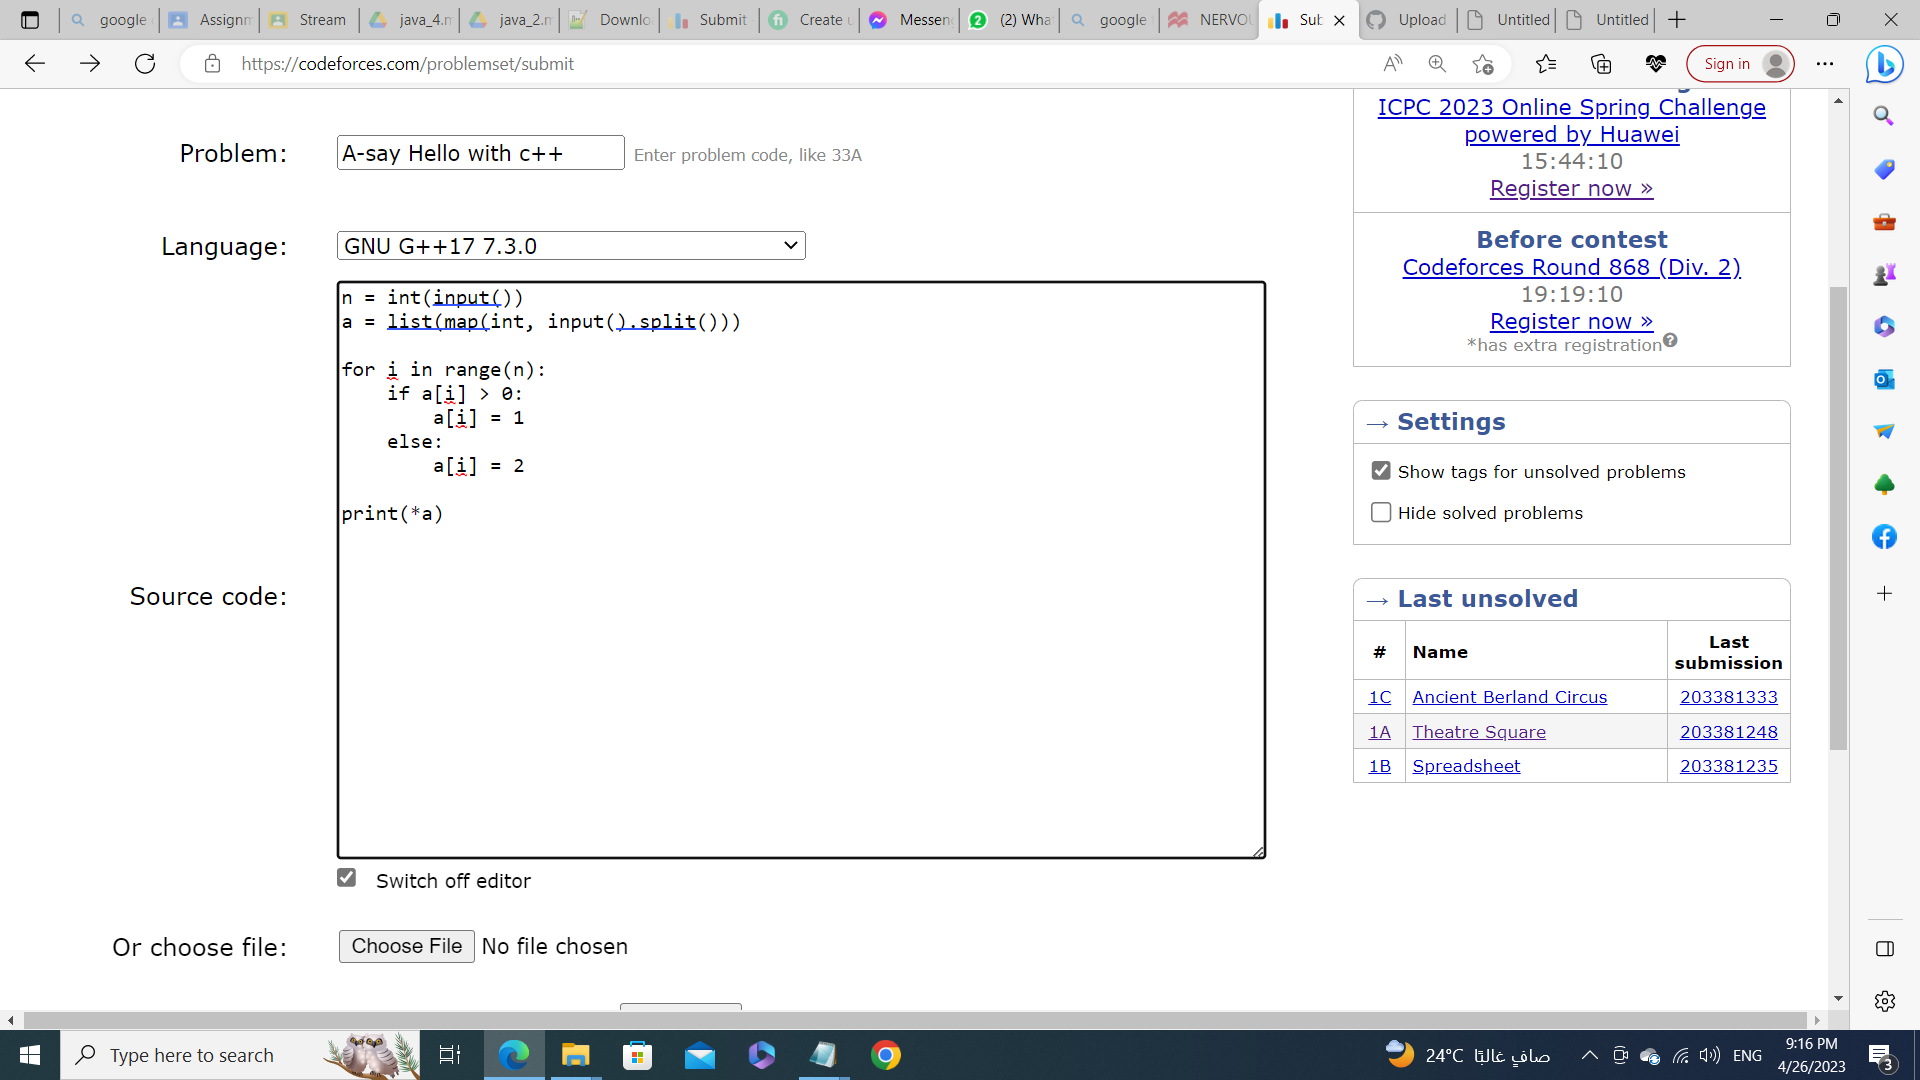 google
Assignm
Stream
java_4.m
java_2.m
Downlo
Submit
Create u
Messen
(2) Wha
google
NERVOU
Sub
Upload
Untitled
Untitled
https://codeforces.com/problemset/submit
Sign in
Problem:
A-say Hello with c++
Enter problem code, like 33A
Language:
GNU G++17 7.3.0
Source code:
n = int(input())
a = list(map(int, input().split()))
for i in range(n):
    if a[i] > 0:
        a[i] = 1
    else:
        a[i] = 2
print(*a)
Switch off editor
Or choose file:
Choose File No file chosen
ICPC 2023 Online Spring Challenge
powered by Huawei
15:44:10
Register now »
Before contest
Codeforces Round 868 (Div. 2)
19:19:10
Register now »
*has extra registration?
→ Settings
Show tags for unsolved problems
Hide solved problems
→ Last unsolved
# Name Last submission
1C Ancient Berland Circus 203381333
1A Theatre Square 203381248
1B Spreadsheet 203381235
Type here to search
24°C صافٍ غالبًا
ENG
9:16 PM
4/26/2023
3